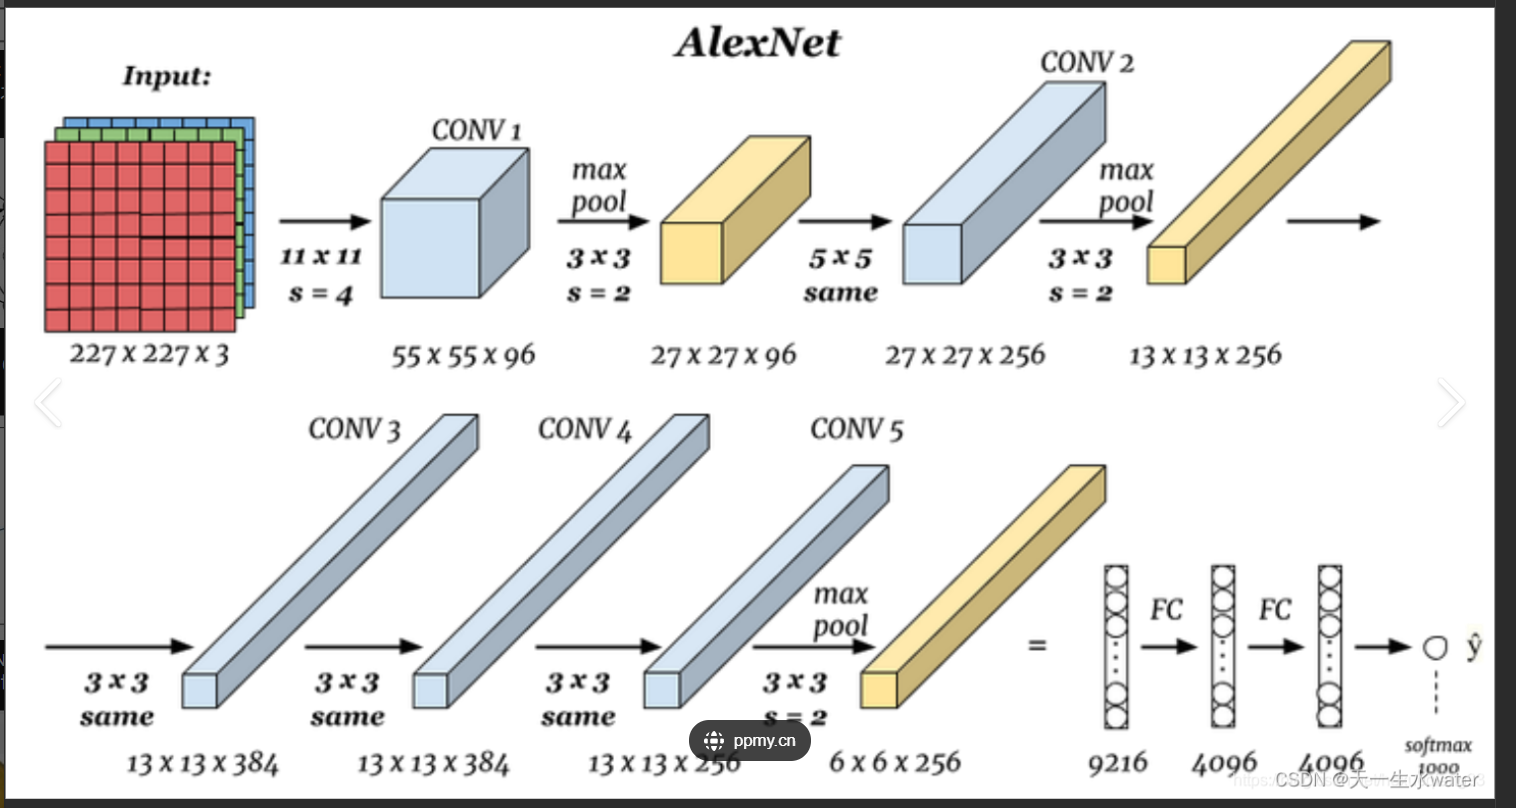 AlexNet
Input:
CONV 1
CONV 2
max
pool
max
pool
11 x 11
s = 4
3 x 3
s = 2
5 x 5
same
3 x 3
s = 2
227 x 227 x 3
55 x 55 x 96
27 x 27 x 96
27 x 27 x 256
13 x 13 x 256
CONV 3
CONV 4
CONV 5
max
pool
=
FC
FC
ŷ
3 x 3
same
3 x 3
same
3 x 3
same
3 x 3
s = 2
ppmy.cn
13 x 13 x 384
13 x 13 x 384
13 x 13 x 256
6 x 6 x 256
9216
4096
4096
softmax
1000
CSDN @天一生水water